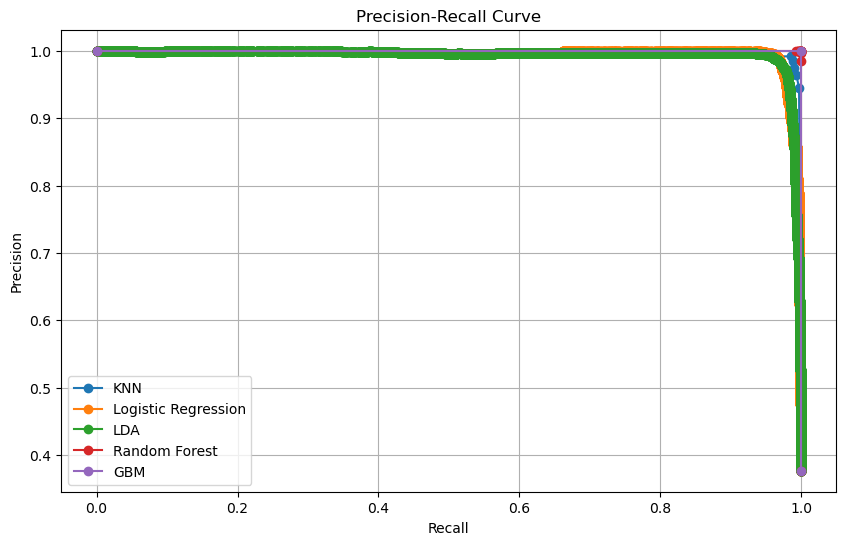 Precision-Recall Curve
1.0
0.9
0.8
0.7
0.6
0.5
0.4
Precision
KNN
Logistic Regression
LDA
Random Forest
GBM
0.0 0.2 0.4 0.6 0.8 1.0
Recall